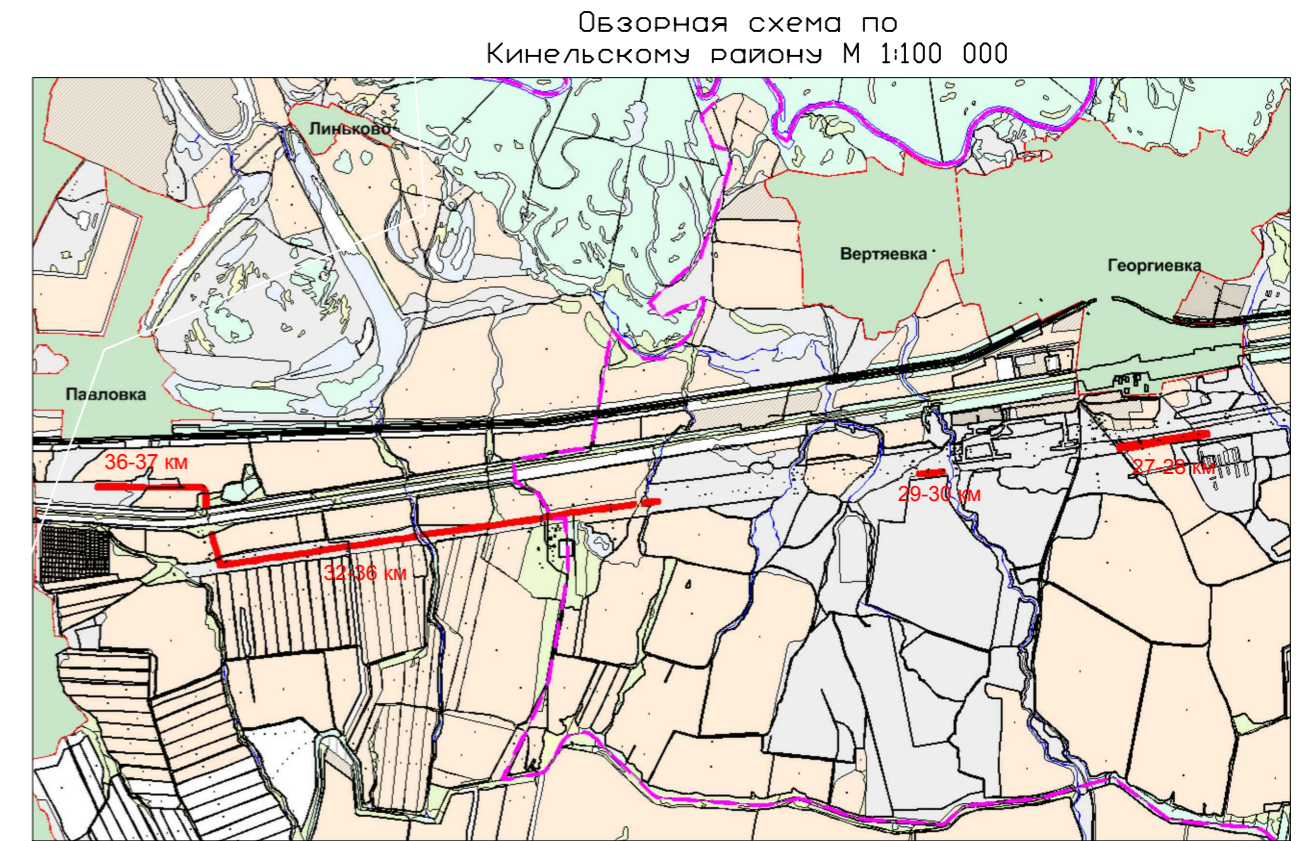 Обзорная схема по
Кинельскому району М 1:100 000
Линьково
Вертяевка
Георгиевка
Павловка
36-37 км
27-28 км
29-30 км
32-36 км